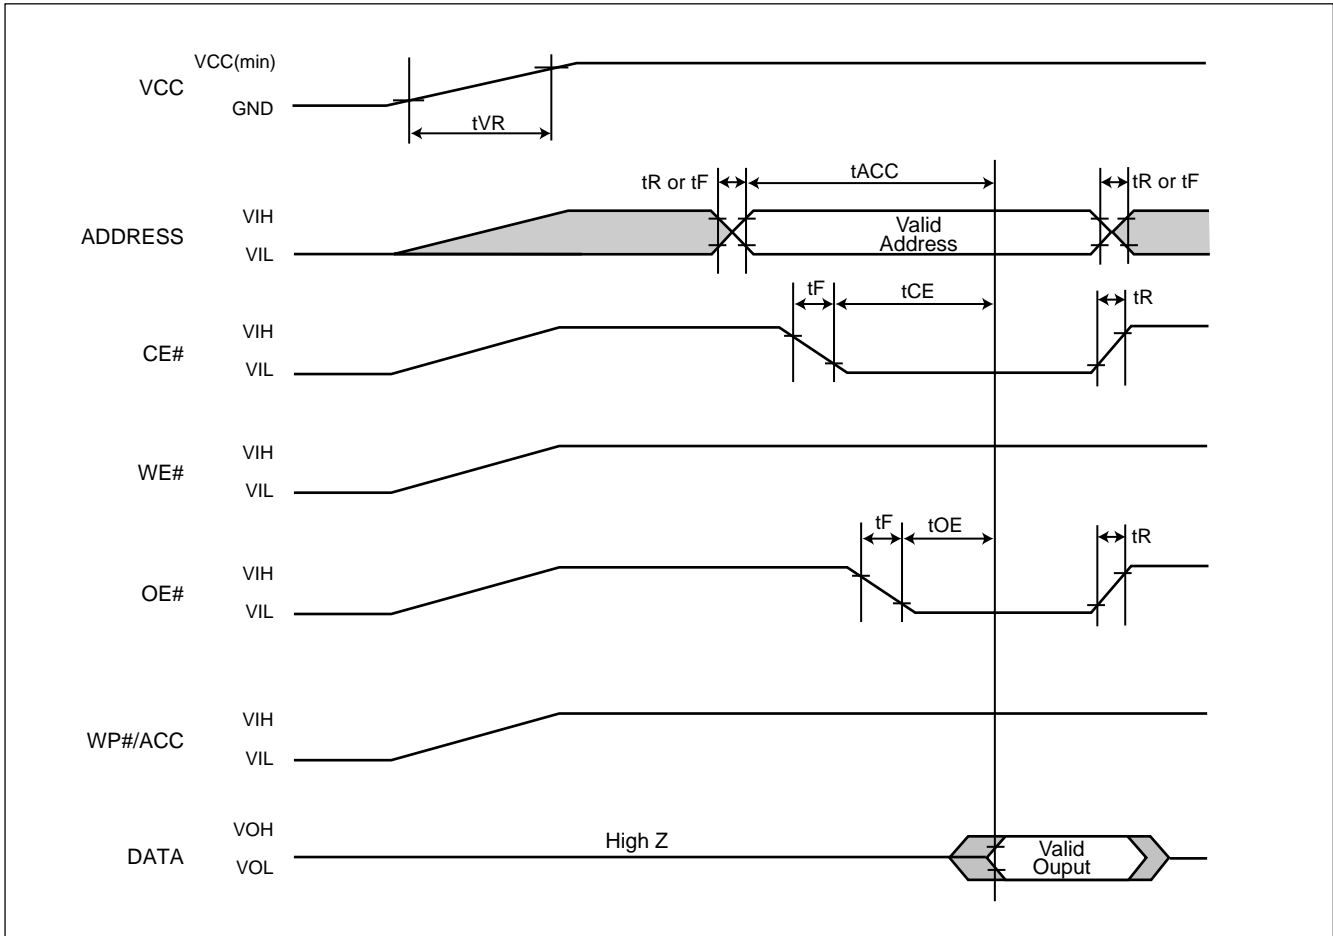 VCC(min)
VCC
GND
tVR
tR or tF
tACC
tR or tF
VIH
ADDRESS
VIL
Valid
Address
tF
tCE
tR
VIH
CE#
VIL
VIH
WE#
VIL
tF
tOE
tR
VIH
OE#
VIL
VIH
WP#/ACC
VIL
VOH
DATA
VOL
High Z
Valid
Ouput